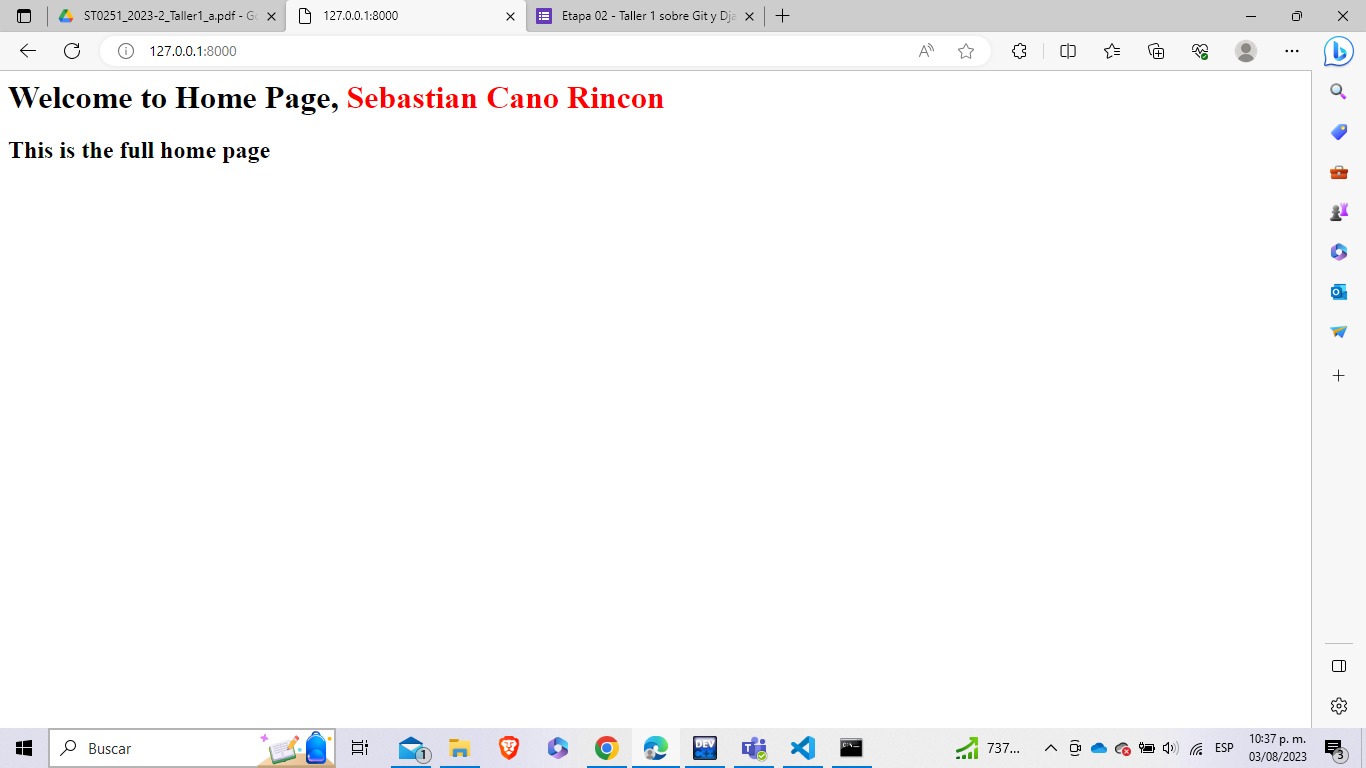 ST0251_2023-2_Taller1_a.pdf - Go
127.0.0.1:8000
Etapa 02 - Taller 1 sobre Git y Dja
127.0.0.1:8000
Welcome to Home Page, Sebastian Cano Rincon
This is the full home page
Buscar
1
DEV
737...
ESP
10:37 p. m.
03/08/2023
3